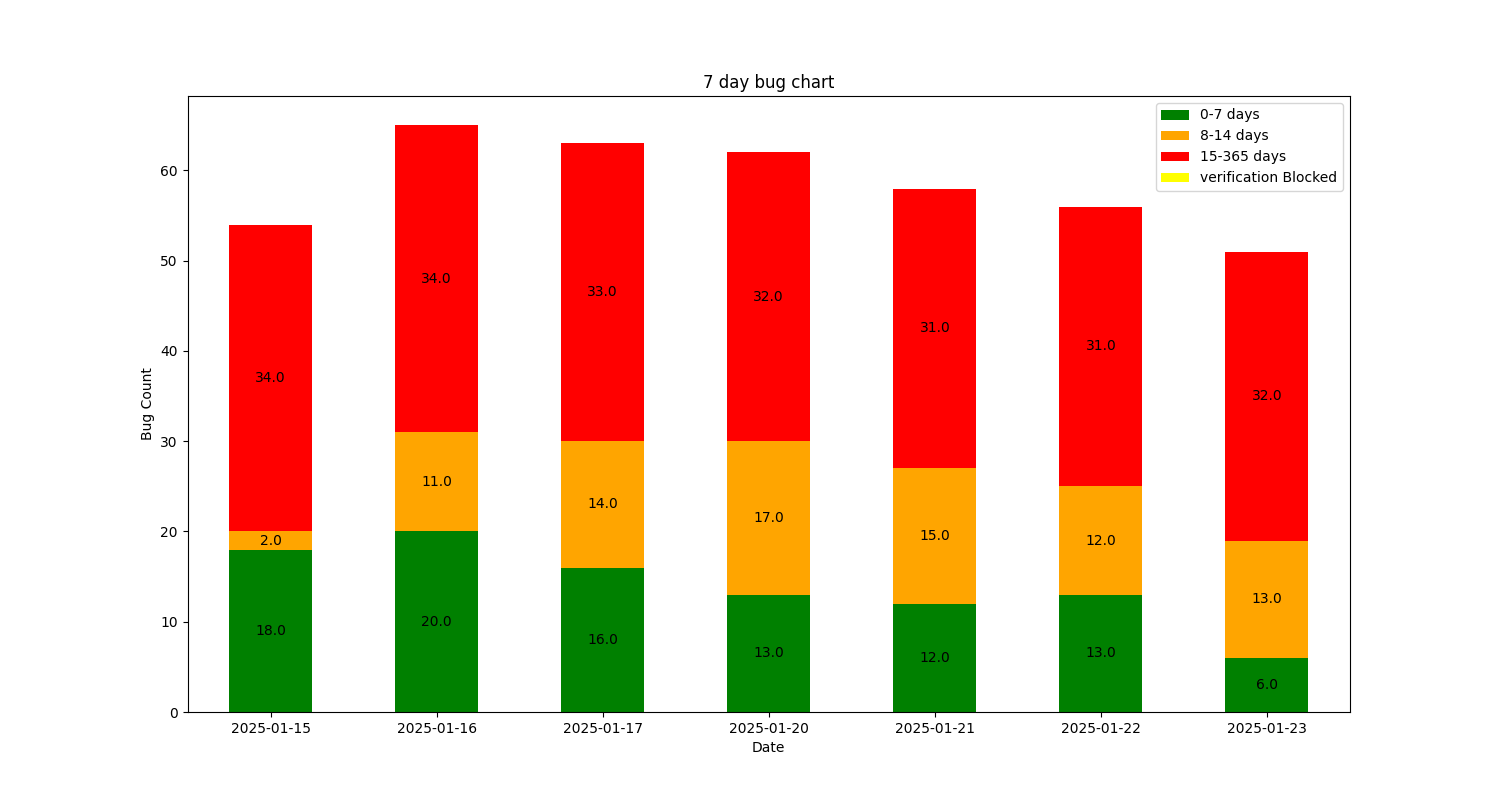 7 day bug chart
0-7 days
8-14 days
15-365 days
verification Blocked
Bug Count
60
50
40
30
20
10
0
34.0 34.0 33.0 32.0 31.0 31.0 32.0
2.0 11.0 14.0 17.0 15.0 12.0 13.0
18.0 20.0 16.0 13.0 12.0 13.0 6.0
2025-01-15 2025-01-16 2025-01-17 2025-01-20 2025-01-21 2025-01-22 2025-01-23
Date